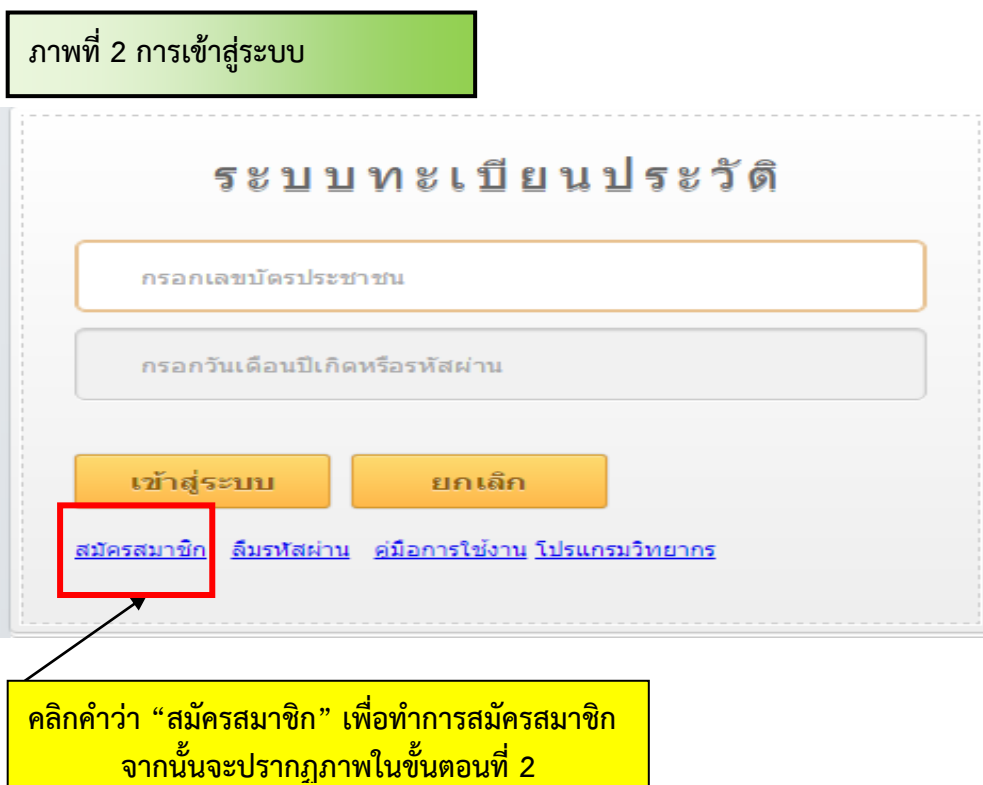 ภาพที่ 2 การเข้าสู่ระบบ
ระบบทะเบียนประวัติ
กรอกเลขบัตรประชาชน
กรอกวันเดือนปีเกิดหรือรหัสผ่าน
เข้าสู่ระบบ ยกเลิก
สมัครสมาชิก ลืมรหัสผ่าน คู่มือการใช้งาน โปรแกรมวิทยากร
คลิกคำว่า “สมัครสมาชิก” เพื่อทำการสมัครสมาชิก
จากนั้นจะปรากฏภาพในขั้นตอนที่ 2